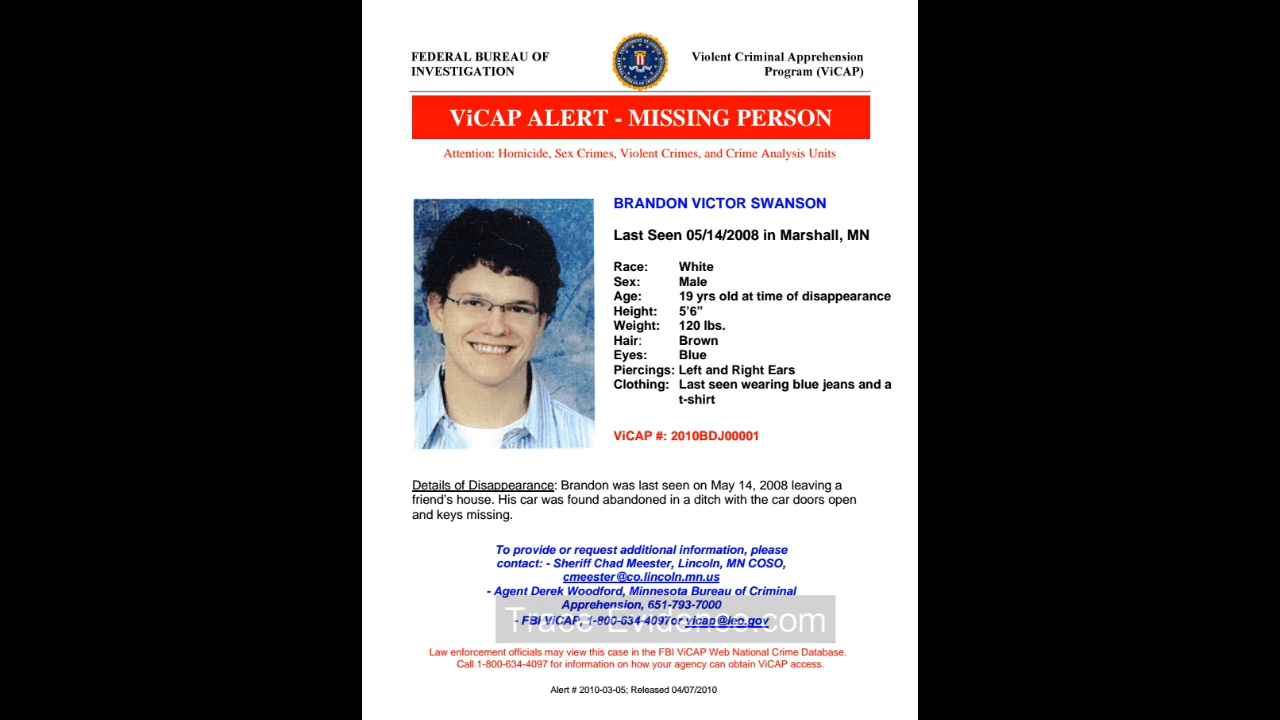 FEDERAL BUREAU OF
INVESTIGATION
Violent Criminal Apprehension
Program (ViCAP)
ViCAP ALERT - MISSING PERSON
Attention: Homicide, Sex Crimes, Violent Crimes, and Crime Analysis Units
BRANDON VICTOR SWANSON
Last Seen 05/14/2008 in Marshall, MN
Race: White
Sex: Male
Age: 19 yrs old at time of disappearance
Height: 5’6”
Weight: 120 lbs.
Hair: Brown
Eyes: Blue
Piercings: Left and Right Ears
Clothing: Last seen wearing blue jeans and a
t-shirt
ViCAP #: 2010BDJ00001
Details of Disappearance: Brandon was last seen on May 14, 2008 leaving a
friend’s house. His car was found abandoned in a ditch with the car doors open
and keys missing.
To provide or request additional information, please
contact: - Sheriff Chad Meester, Lincoln, MN COSO,
cmeester@co.lincoln.mn.us
- Agent Derek Woodford, Minnesota Bureau of Criminal
Apprehension, 651-793-7000
- FBI ViCAP, 1-800-634-4097or vicap@leo.gov
Trace-Evidence.com
Law enforcement officials may view this case in the FBI ViCAP Web National Crime Database.
Call 1-800-634-4097 for information on how your agency can obtain ViCAP access.
Alert # 2010-03-05; Released 04/07/2010